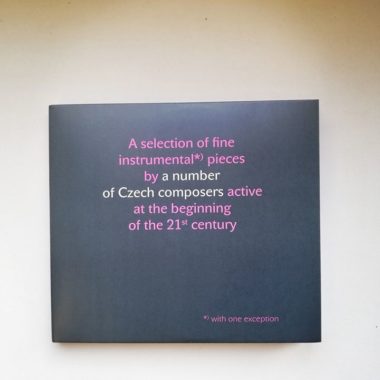 A selection of fine
instrumental*) pieces
by a number
of Czech composers active
at the beginning
of the 21st century
*) with one exception